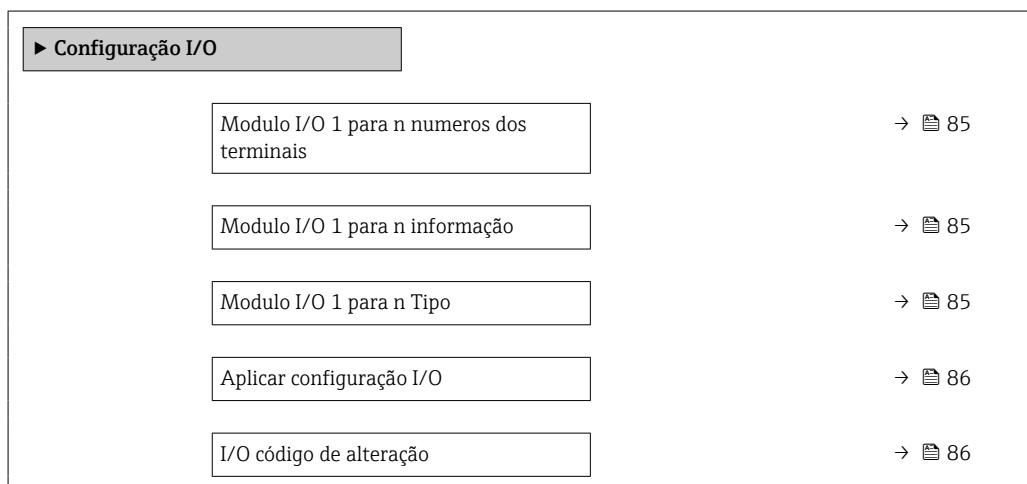 ► Configuração I/O
Modulo I/O 1 para n numeros dos
terminais
→ 85
Modulo I/O 1 para n informação
→ 85
Modulo I/O 1 para n Tipo
→ 85
Aplicar configuração I/O
→ 86
I/O código de alteração
→ 86